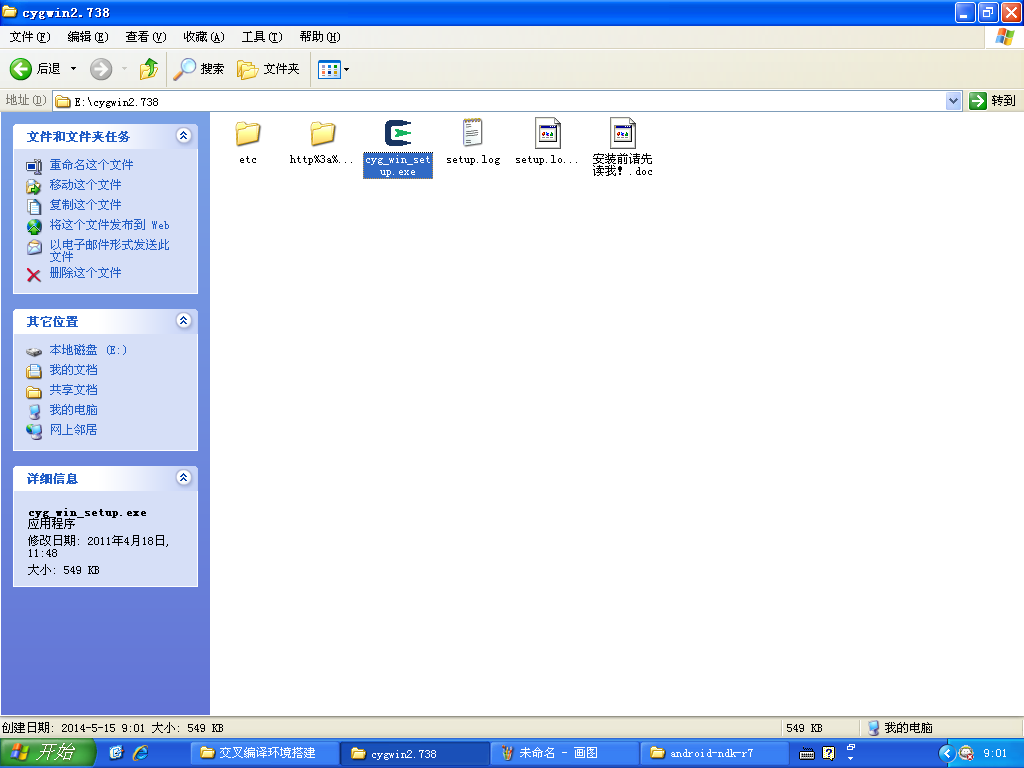 cygwin2.738
文件(F) 编辑(E) 查看(V) 收藏(A) 工具(T) 帮助(H)
后退 搜索 文件夹
地址(D) E:\cygwin2.738 转到
文件和文件夹任务
重命名这个文件
移动这个文件
复制这个文件
将这个文件发布到 Web
以电子邮件形式发送此
文件
删除这个文件
其它位置
本地磁盘 (E:)
我的文档
共享文档
我的电脑
网上邻居
详细信息
cyg_win_setup.exe
应用程序
修改日期: 2011年4月18日,
11:48
大小: 549 KB
etc
http%3a%...
cyg_win_set
up.exe
setup.log
setup.lo...
安装前请先
读我!.doc
创建日期: 2014-5-15 9:01 大小: 549 KB
549 KB
我的电脑
开始
交叉编译环境搭建
cygwin2.738
未命名 - 画图
android-ndk-r7
9:01